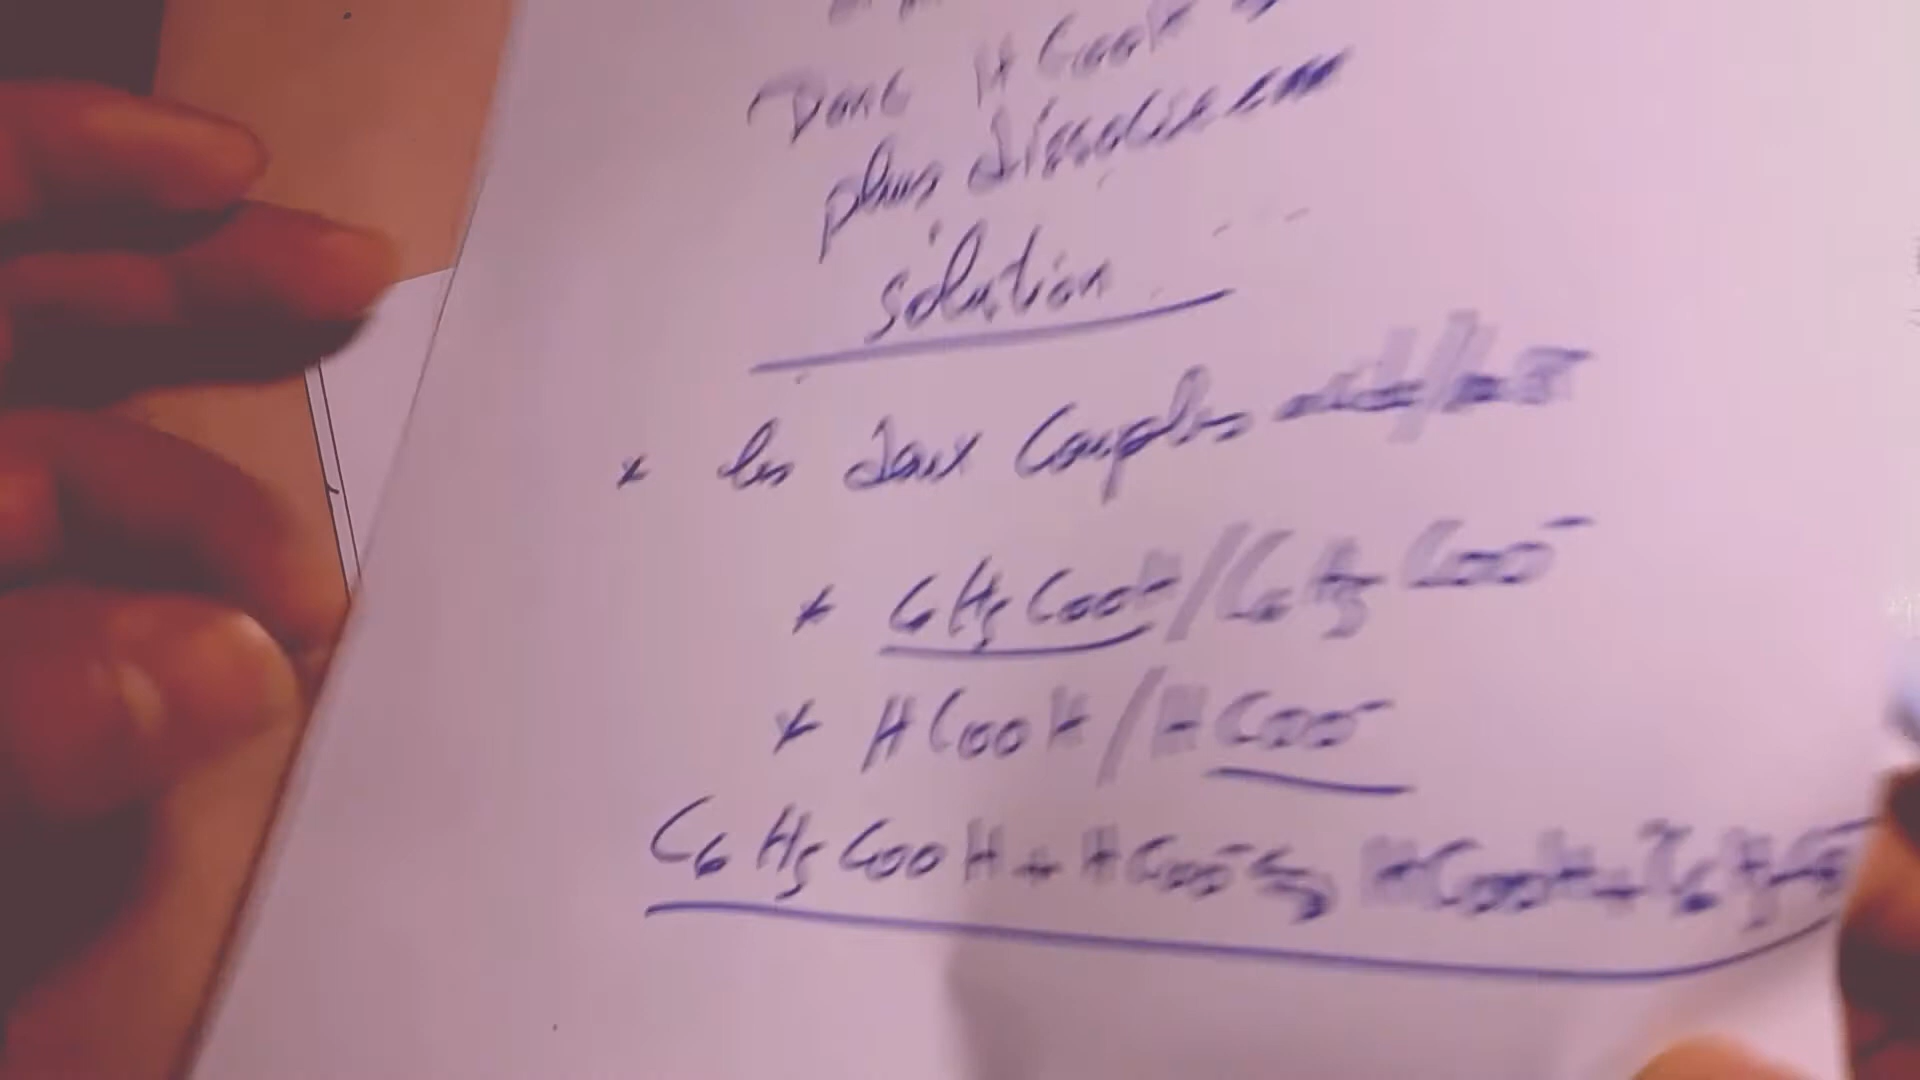 Donc HCooH
plus dissocié en
solution
* les deux Couples
* C6H5CooH/C6H5Coo-
* HCooH/HCoo-
C6H5CooH + HCoo- ⇌ HCooH + C6H5Coo-